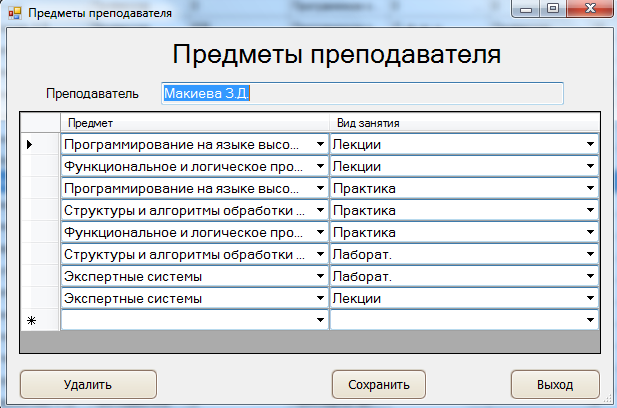 Предметы преподавателя
Предметы преподавателя
Преподаватель Макиева З.Д.
Предмет Вид занятия
Программирование на языке высо... Лекции
Функциональное и логическое про... Лекции
Программирование на языке высо... Практика
Структуры и алгоритмы обработки ... Практика
Функциональное и логическое про... Практика
Структуры и алгоритмы обработки ... Лаборат.
Экспертные системы Лаборат.
Экспертные системы Лекции
Удалить Сохранить Выход